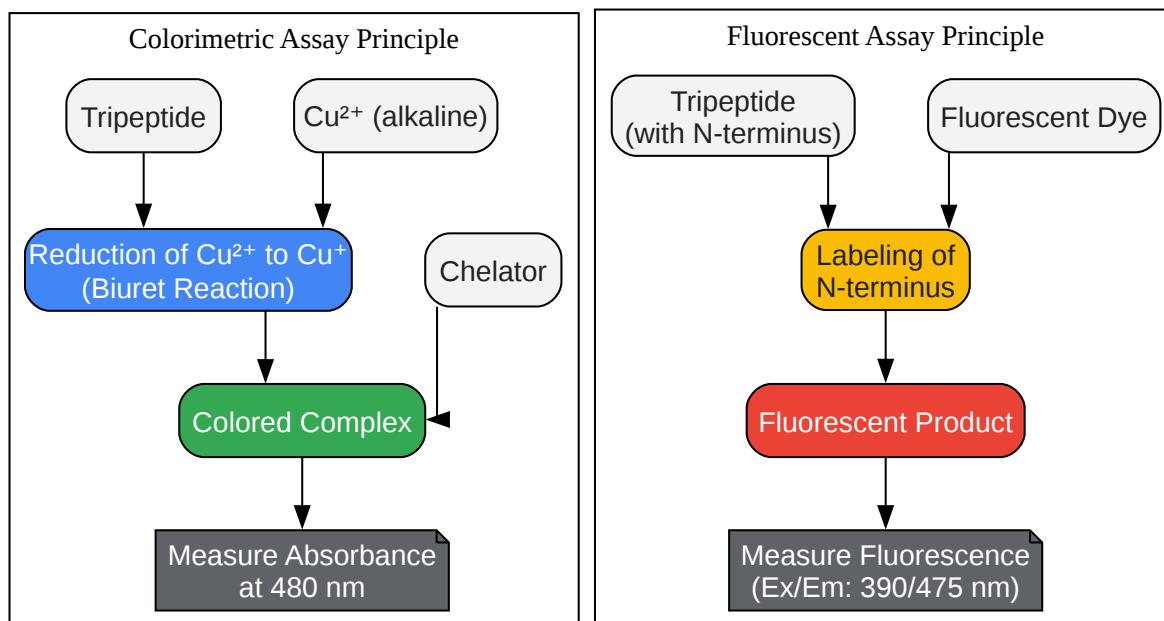 Colorimetric Assay Principle
Tripeptide
Cu²⁺ (alkaline)
Reduction of Cu²⁺ to Cu⁺
(Biuret Reaction)
Chelator
Colored Complex
Measure Absorbance
at 480 nm
Fluorescent Assay Principle
Tripeptide
(with N-terminus)
Fluorescent Dye
Labeling of
N-terminus
Fluorescent Product
Measure Fluorescence
(Ex/Em: 390/475 nm)